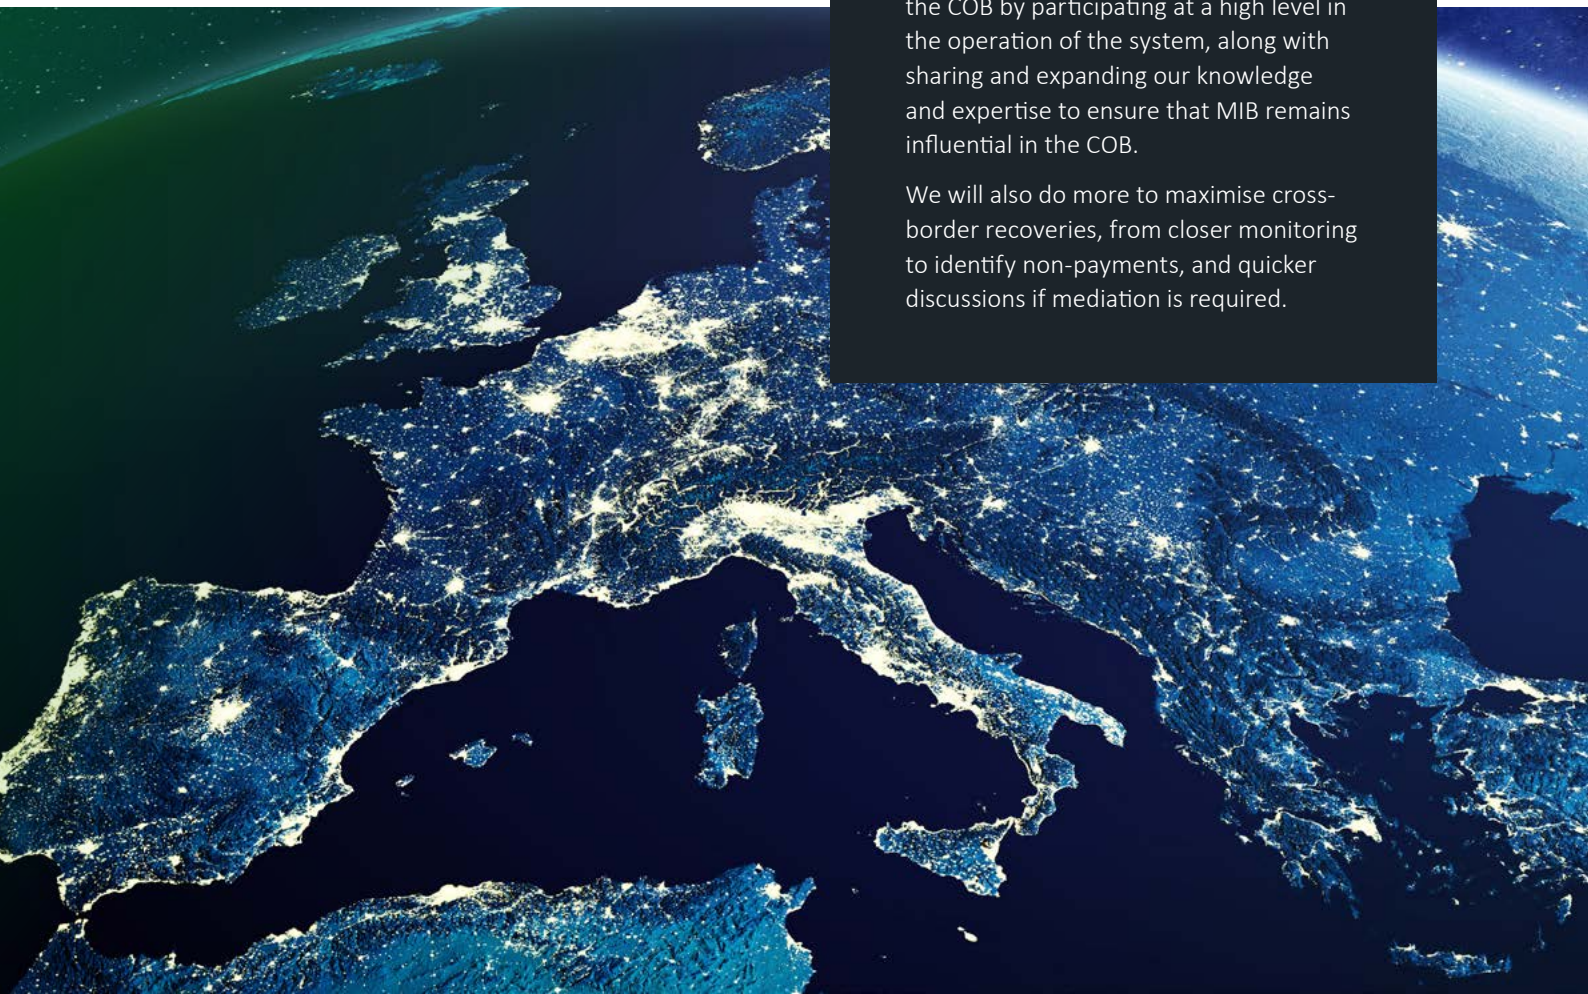 the COB by participating at a high level in
the operation of the system, along with
sharing and expanding our knowledge
and expertise to ensure that MIB remains
influential in the COB.
We will also do more to maximise cross-
border recoveries, from closer monitoring
to identify non-payments, and quicker
discussions if mediation is required.